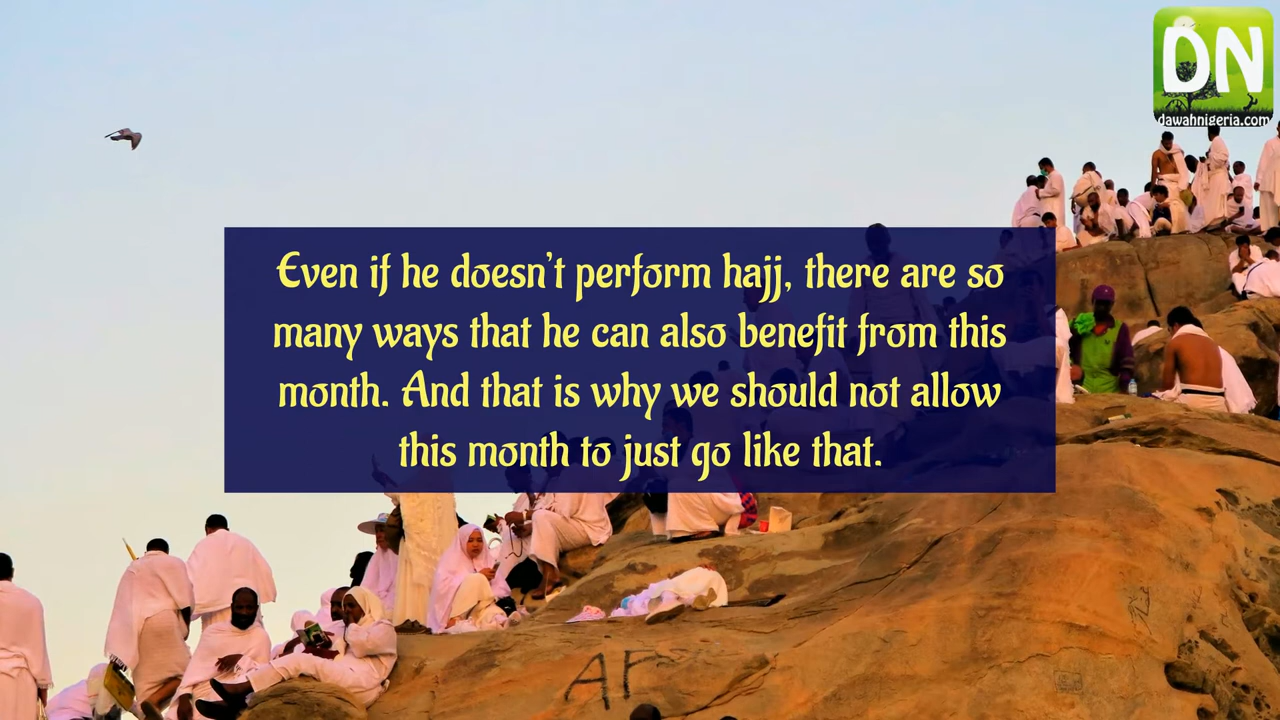 DN
dawahnigeria.com
Even if he doesn't perform hajj, there are so
many ways that he can also benefit from this
month. And that is why we should not allow
this month to just go like that.
AF